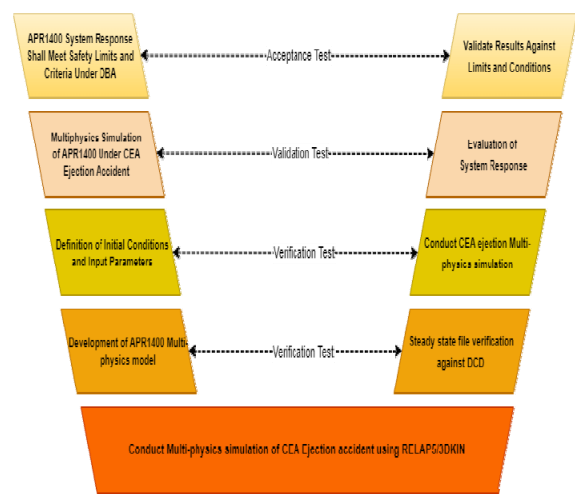 APR1400 System Response
Shall Meet Safety Limits and
Criteria Under DBA
Acceptance Test
Validate Results Against
Limits and Conditions
Multiphysics Simulation
of APR1400 Under CEA
Ejection Accident
Validation Test
Evaluation of
System Response
Definition of Initial Conditions
and Input Parameters
Verification Test
Conduct CEA ejection Multi-
physics simulation
Development of APR1400 Multi-
physics model
Verification Test
Steady state file verification
against DCD
Conduct Multi-physics simulation of CEA Ejection accident using RELAP5/3DKIN